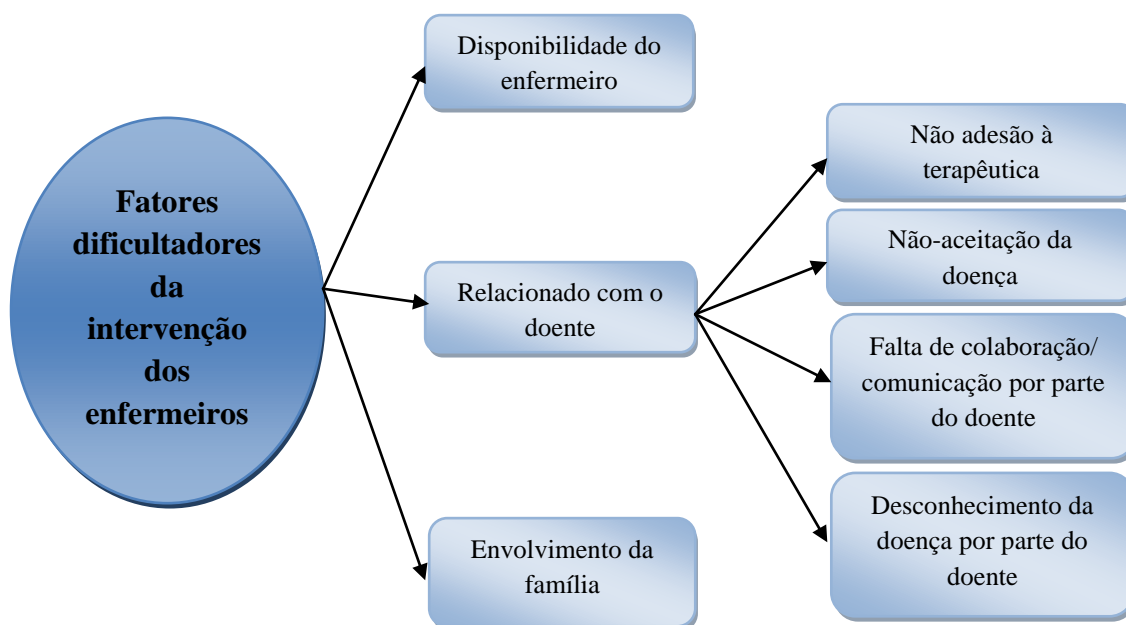 Fatores
dificultadores
da
intervenção
dos
enfermeiros
Disponibilidade do
enfermeiro
Relacionado com o
doente
Envolvimento da
família
Não adesão à
terapêutica
Não-aceitação da
doença
Falta de colaboração/
comunicação por parte
do doente
Desconhecimento da
doença por parte do
doente